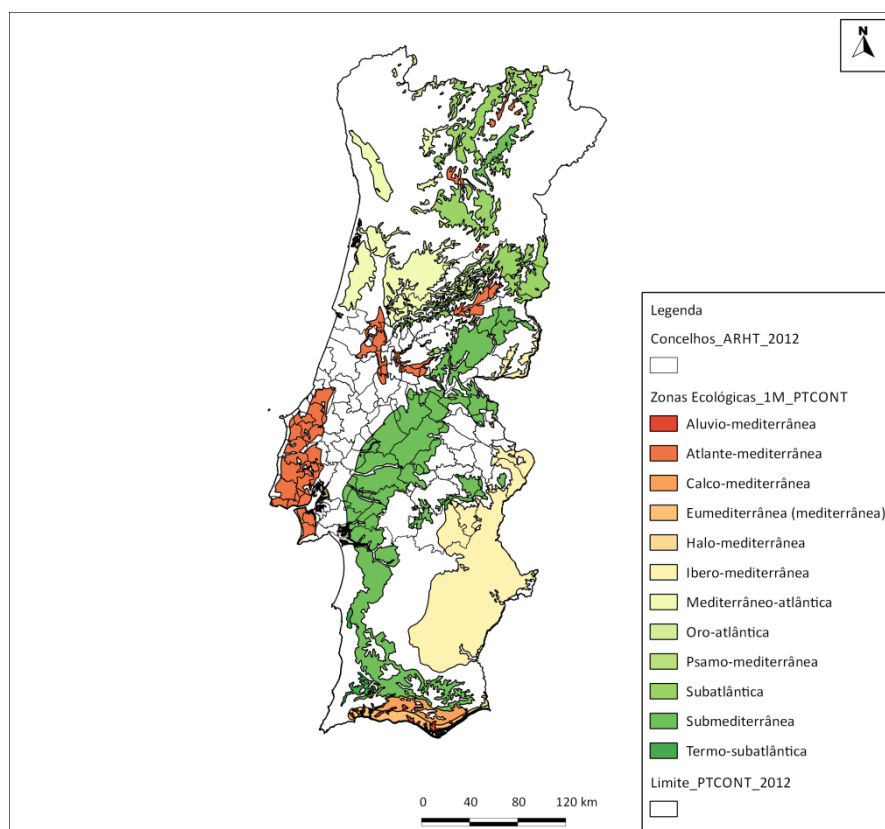 N
Legenda
Concelhos_ARHT_2012
Zonas Ecológicas_1M_PTCONT
Aluvio-mediterrânea
Atlante-mediterrânea
Calco-mediterrânea
Eumediterrânea (mediterrânea)
Halo-mediterrânea
Ibero-mediterrânea
Mediterrâneo-atlântica
Oro-atlântica
Psamo-mediterrânea
Subatlântica
Submediterrânea
Termo-subatlântica
Limite_PTCONT_2012
0 40 80 120 km